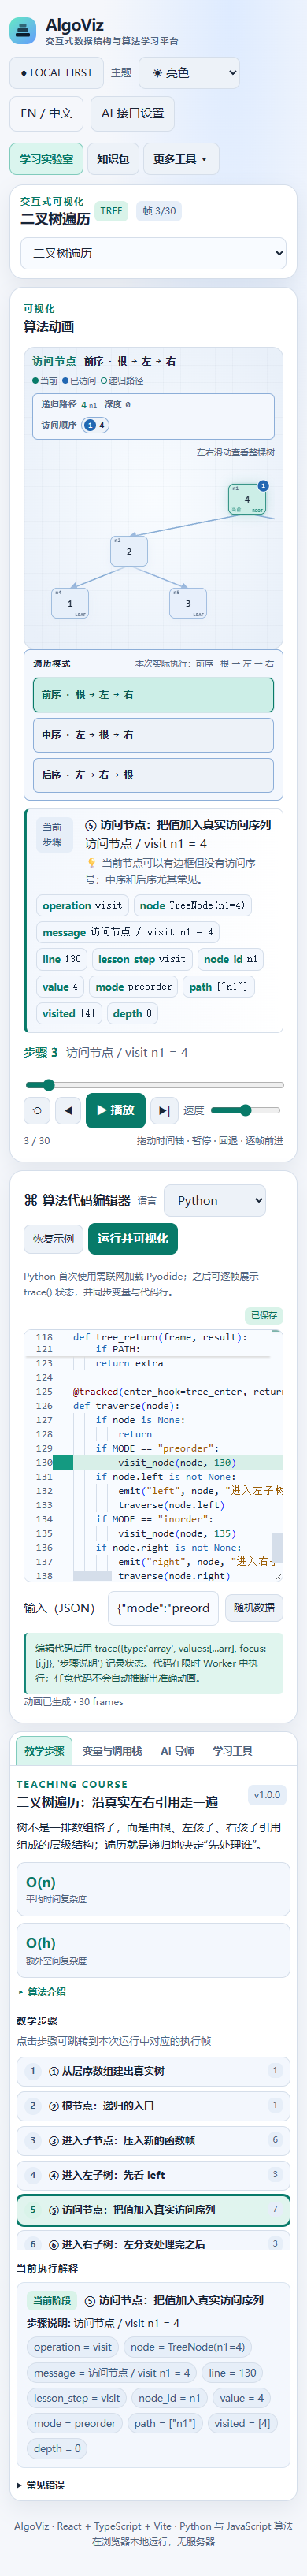 AlgoViz
交互式数据结构与算法学习平台
● LOCAL FIRST
主题
☀ 亮色
EN / 中文
AI 接口设置
学习实验室
知识包
更多工具 ▾
交互式可视化
二叉树遍历
TREE
帧 3/30
二叉树遍历
可视化
算法动画
访问节点 前序 · 根 → 左 → 右
当前 已访问 递归路径
递归路径 4 n1 深度 0
访问顺序 1 4
左右滑动查看整棵树
n1
1
4
ROOT
n2
2
n4
1
LEAF
n5
3
LEAF
遍历模式
本次实际执行：前序 · 根 → 左 → 右
前序 · 根 → 左 → 右
中序 · 左 → 根 → 右
后序 · 左 → 右 → 根
当前步骤
⑤ 访问节点：把值加入真实访问序列
访问节点 / visit n1 = 4
💡 当前节点可以有边框但没有访问序号；中序和后序尤其常见。
operation visit
node TreeNode(n1=4)
message 访问节点 / visit n1 = 4
line 130
lesson_step visit
node_id n1
value 4
mode preorder
path ["n1"]
visited [4]
depth 0
步骤 3 访问节点 / visit n1 = 4
▶ 播放
速度
3 / 30
拖动时间轴 · 暂停 · 回退 · 逐帧前进
⌘ 算法代码编辑器
语言
Python
恢复示例
运行并可视化
Python 首次使用需联网加载 Pyodide；之后可逐帧展示 trace() 状态，并同步变量与代码行。
已保存
118 def tree_return(frame, result):
121 if PATH:
123 return extra
124
125 @tracked(enter_hook=tree_enter, retur
126 def traverse(node):
127 if node is None:
128 return
129 if MODE == "preorder":
130 visit_node(node, 130)
131 if node.left is not None:
132 emit("left", node, "进入左子树
133 traverse(node.left)
134 if MODE == "inorder":
135 visit_node(node, 135)
136 if node.right is not None:
137 emit("right", node, "进入右子
138 traverse(node.right)
输入（JSON）
{"mode":"preord
随机数据
编辑代码后用 trace({type:'array', values:[...arr], focus:[i,j]}, '步骤说明') 记录状态。代码在限时 Worker 中执行；任意代码不会自动推断出准确动画。
动画已生成 · 30 frames
教学步骤
变量与调用栈
AI 导师
学习工具
TEACHING COURSE
二叉树遍历：沿真实左右引用走一遍
v1.0.0
树不是一排数组格子，而是由根、左孩子、右孩子引用组成的层级结构；遍历就是递归地决定“先处理谁”。
O(n)
平均时间复杂度
O(h)
额外空间复杂度
▸ 算法介绍
教学步骤
点击步骤可跳转到本次运行中对应的执行帧
1 ① 从层序数组建出真实树 1
2 ② 根节点：递归的入口 1
3 ③ 进入子节点：压入新的函数帧 6
4 ④ 进入左子树：先看 left 3
5 ⑤ 访问节点：把值加入真实访问序列 7
6 ⑥ 进入右子树：左分支处理完之后 3
当前执行解释
当前阶段
⑤ 访问节点：把值加入真实访问序列
步骤说明: 访问节点 / visit n1 = 4
operation = visit
node = TreeNode(n1=4)
message = 访问节点 / visit n1 = 4
line = 130
lesson_step = visit
node_id = n1
value = 4
mode = preorder
path = ["n1"]
visited = [4]
depth = 0
▸ 常见错误
AlgoViz · React + TypeScript + Vite · Python 与 JavaScript 算法在浏览器本地运行，无服务器